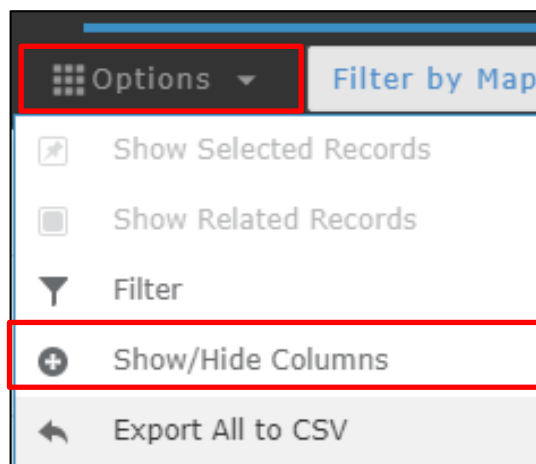 Options
Filter by Map
Show Selected Records
Show Related Records
Filter
Show/Hide Columns
Export All to CSV